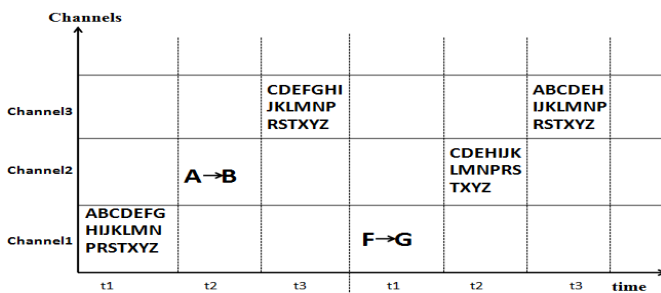 Channels
Channel3
CDEFGHI
JKLMNP
RSTXYZ
ABCDEH
IJKLMNP
RSTXYZ
Channel2
A→B
CDEHIJK
LMNPRS
TXYZ
Channel1
ABCDEFG
HIJKLMN
PRSTXYZ
F→G
t1 t2 t3 t1 t2 t3 time